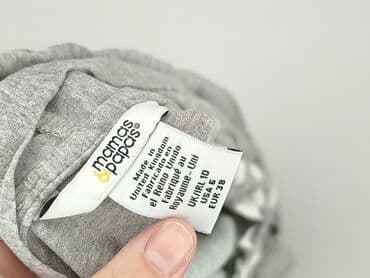 mamas
&papas®
Made in
United Kingdom
Fabricado en
el Reino Unido
Fabriqué au
Royaume - Uni
UK/IRL 10
USA 6
EUR 38